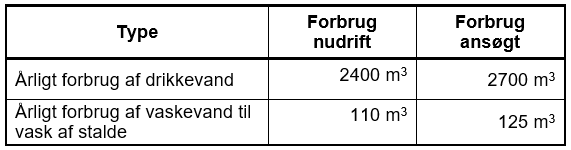 Type Forbrug nudrift Forbrug ansøgt
Årligt forbrug af drikkevand 2400 m³ 2700 m³
Årligt forbrug af vaskevand til vask af stalde 110 m³ 125 m³